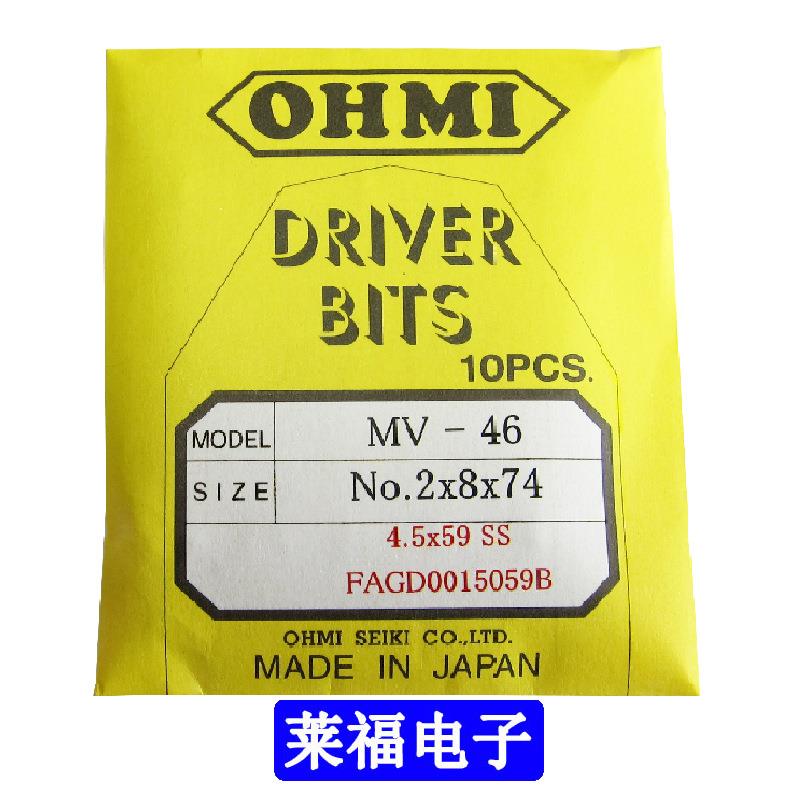 OHMI
DRIVER
BITS
10PCS.
MODEL MV - 46
SIZE No.2x8x74
4.5x59 SS
FAGD0015059B
OHMI SEIKI CO.,LTD.
MADE IN JAPAN
莱福电子